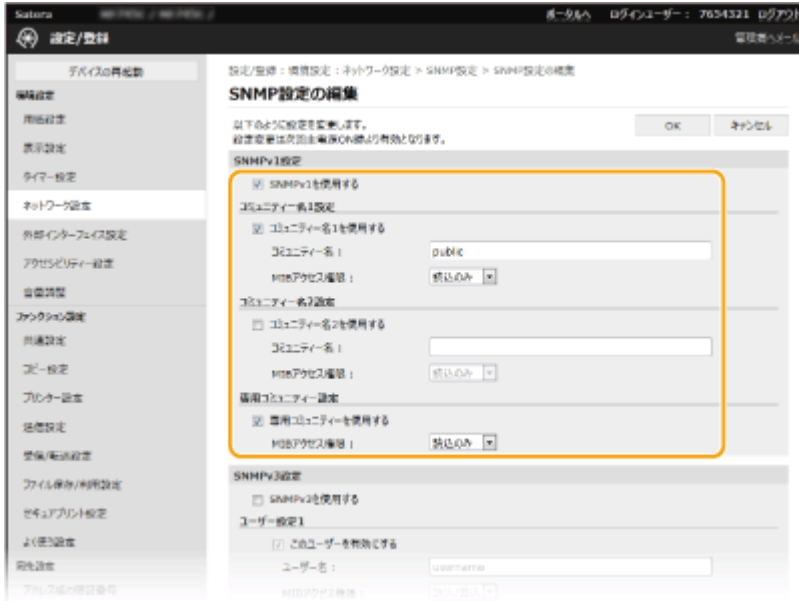 Satera
ポータルへ ログインユーザー： 7654321 ログアウト
設定/登録
管理者へメール
デバイスの再起動
環境設定
用紙設定
表示設定
タイマー設定
ネットワーク設定
外部インターフェイス設定
アクセシビリティー設定
音量調整
ファンクション設定
共通設定
コピー設定
プリンター設定
送信設定
受信/転送設定
ファイル保存/利用設定
セキュアプリント設定
よく使う設定
宛先設定
アドレス帳の暗証番号
設定/登録：環境設定：ネットワーク設定 > SNMP設定 > SNMP設定の編集
SNMP設定の編集
以下のように設定を変更します。
設定変更は次回主電源ON時より有効となります。
OK キャンセル
SNMPv1設定
SNMPv1を使用する
コミュニティー名1設定
コミュニティー名1を使用する
コミュニティー名： public
MIBアクセス権限： 読込のみ
コミュニティー名2設定
コミュニティー名2を使用する
コミュニティー名：
MIBアクセス権限： 読込のみ
専用コミュニティー設定
専用コミュニティーを使用する
MIBアクセス権限： 読込のみ
SNMPv3設定
SNMPv3を使用する
ユーザー設定1
このユーザーを有効にする
ユーザー名： username
MIBアクセス権限： 読込/書込み